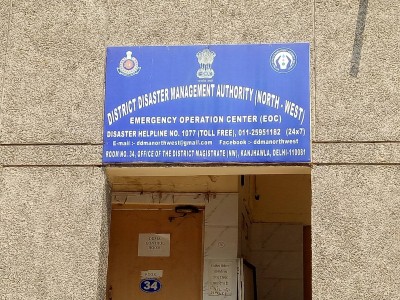 DISTRICT DISASTER MANAGEMENT AUTHORITY (NORTH - WEST)
EMERGENCY OPERATION CENTER (EOC)
DISASTER HELPLINE NO. 1077 (TOLL FREE), 011-25951182 (24x7)
E-mail :- ddmanorthwest@gmail.com Facebook :- ddmanorthwest
ROOM NO. 34, OFFICE OF THE DISTRICT MAGISTRATE (NW), KANJHAWLA, DELHI-110081
34